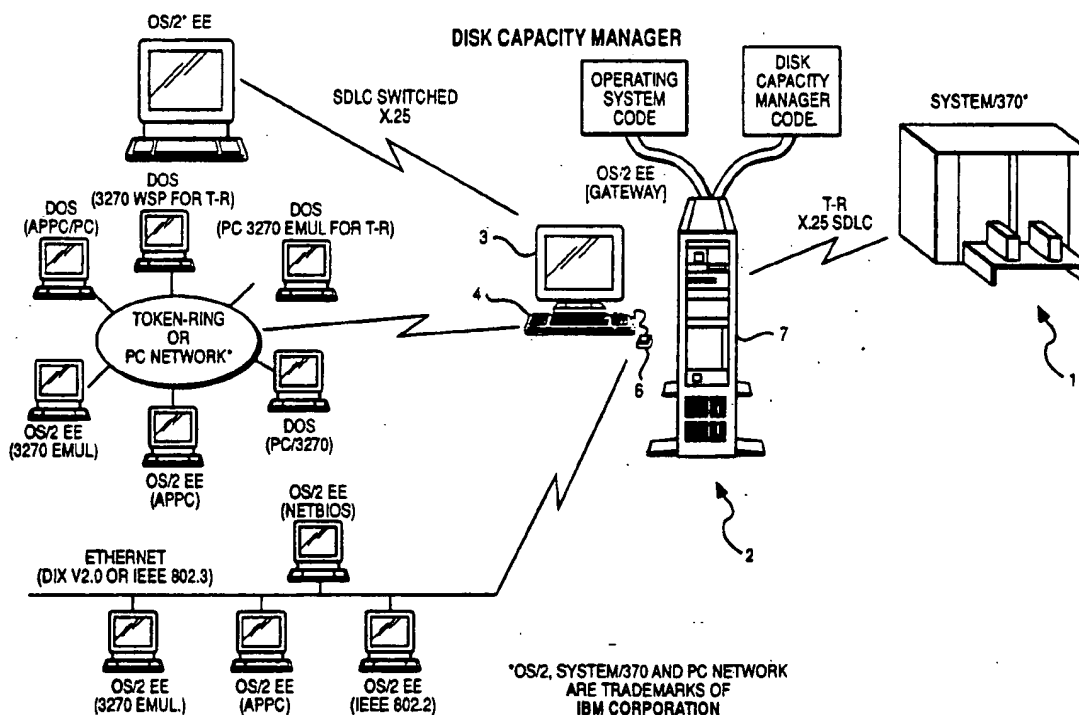 OS/2* EE
DISK CAPACITY MANAGER
OPERATING
SYSTEM
CODE
DISK
CAPACITY
MANAGER
CODE.
SYSTEM/370*
SDLC SWITCHED
X.25
OS/2 EE
[GATEWAY]
T-R
X.25 SDLC
DOS
(3270 WSP FOR T-R)
DOS
(APPC/PC)
DOS
(PC 3270 EMUL FOR T-R)
3
4
TOKEN-RING
OR
PC NETWORK*
6
7
1
OS/2 EE
(3270 EMUL)
DOS
(PC/3270)
OS/2 EE
(APPC)
2
OS/2 EE
(NETBIOS)
ETHERNET
(DIX V2.0 OR IEEE 802.3)
OS/2 EE
(3270 EMUL.)
OS/2 EE
(APPC)
OS/2 EE
(IEEE 802.2)
*OS/2, SYSTEM/370 AND PC NETWORK
ARE TRADEMARKS OF
IBM CORPORATION